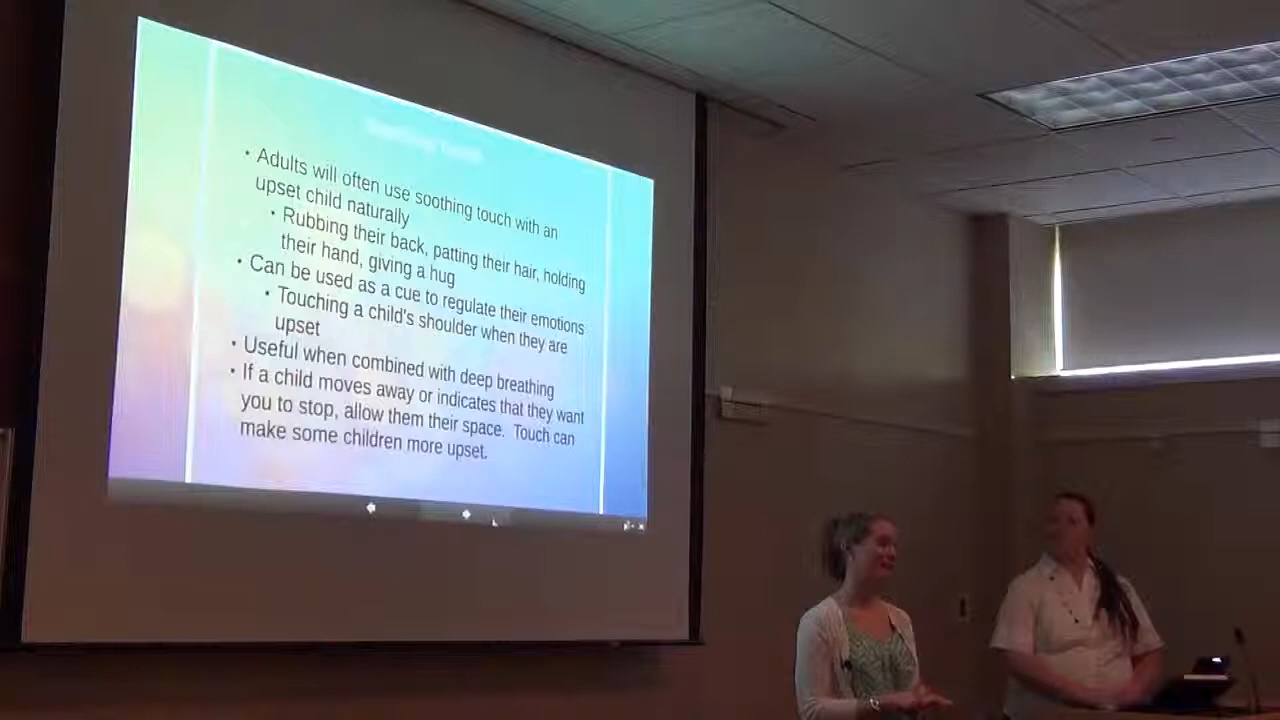 • Adults will often use soothing touch with an
upset child naturally
• Rubbing their back, patting their hair, holding
their hand, giving a hug
• Can be used as a cue to regulate their emotions
• Touching a child's shoulder when they are
upset
• Useful when combined with deep breathing
• If a child moves away or indicates that they want
you to stop, allow them their space. Touch can
make some children more upset.